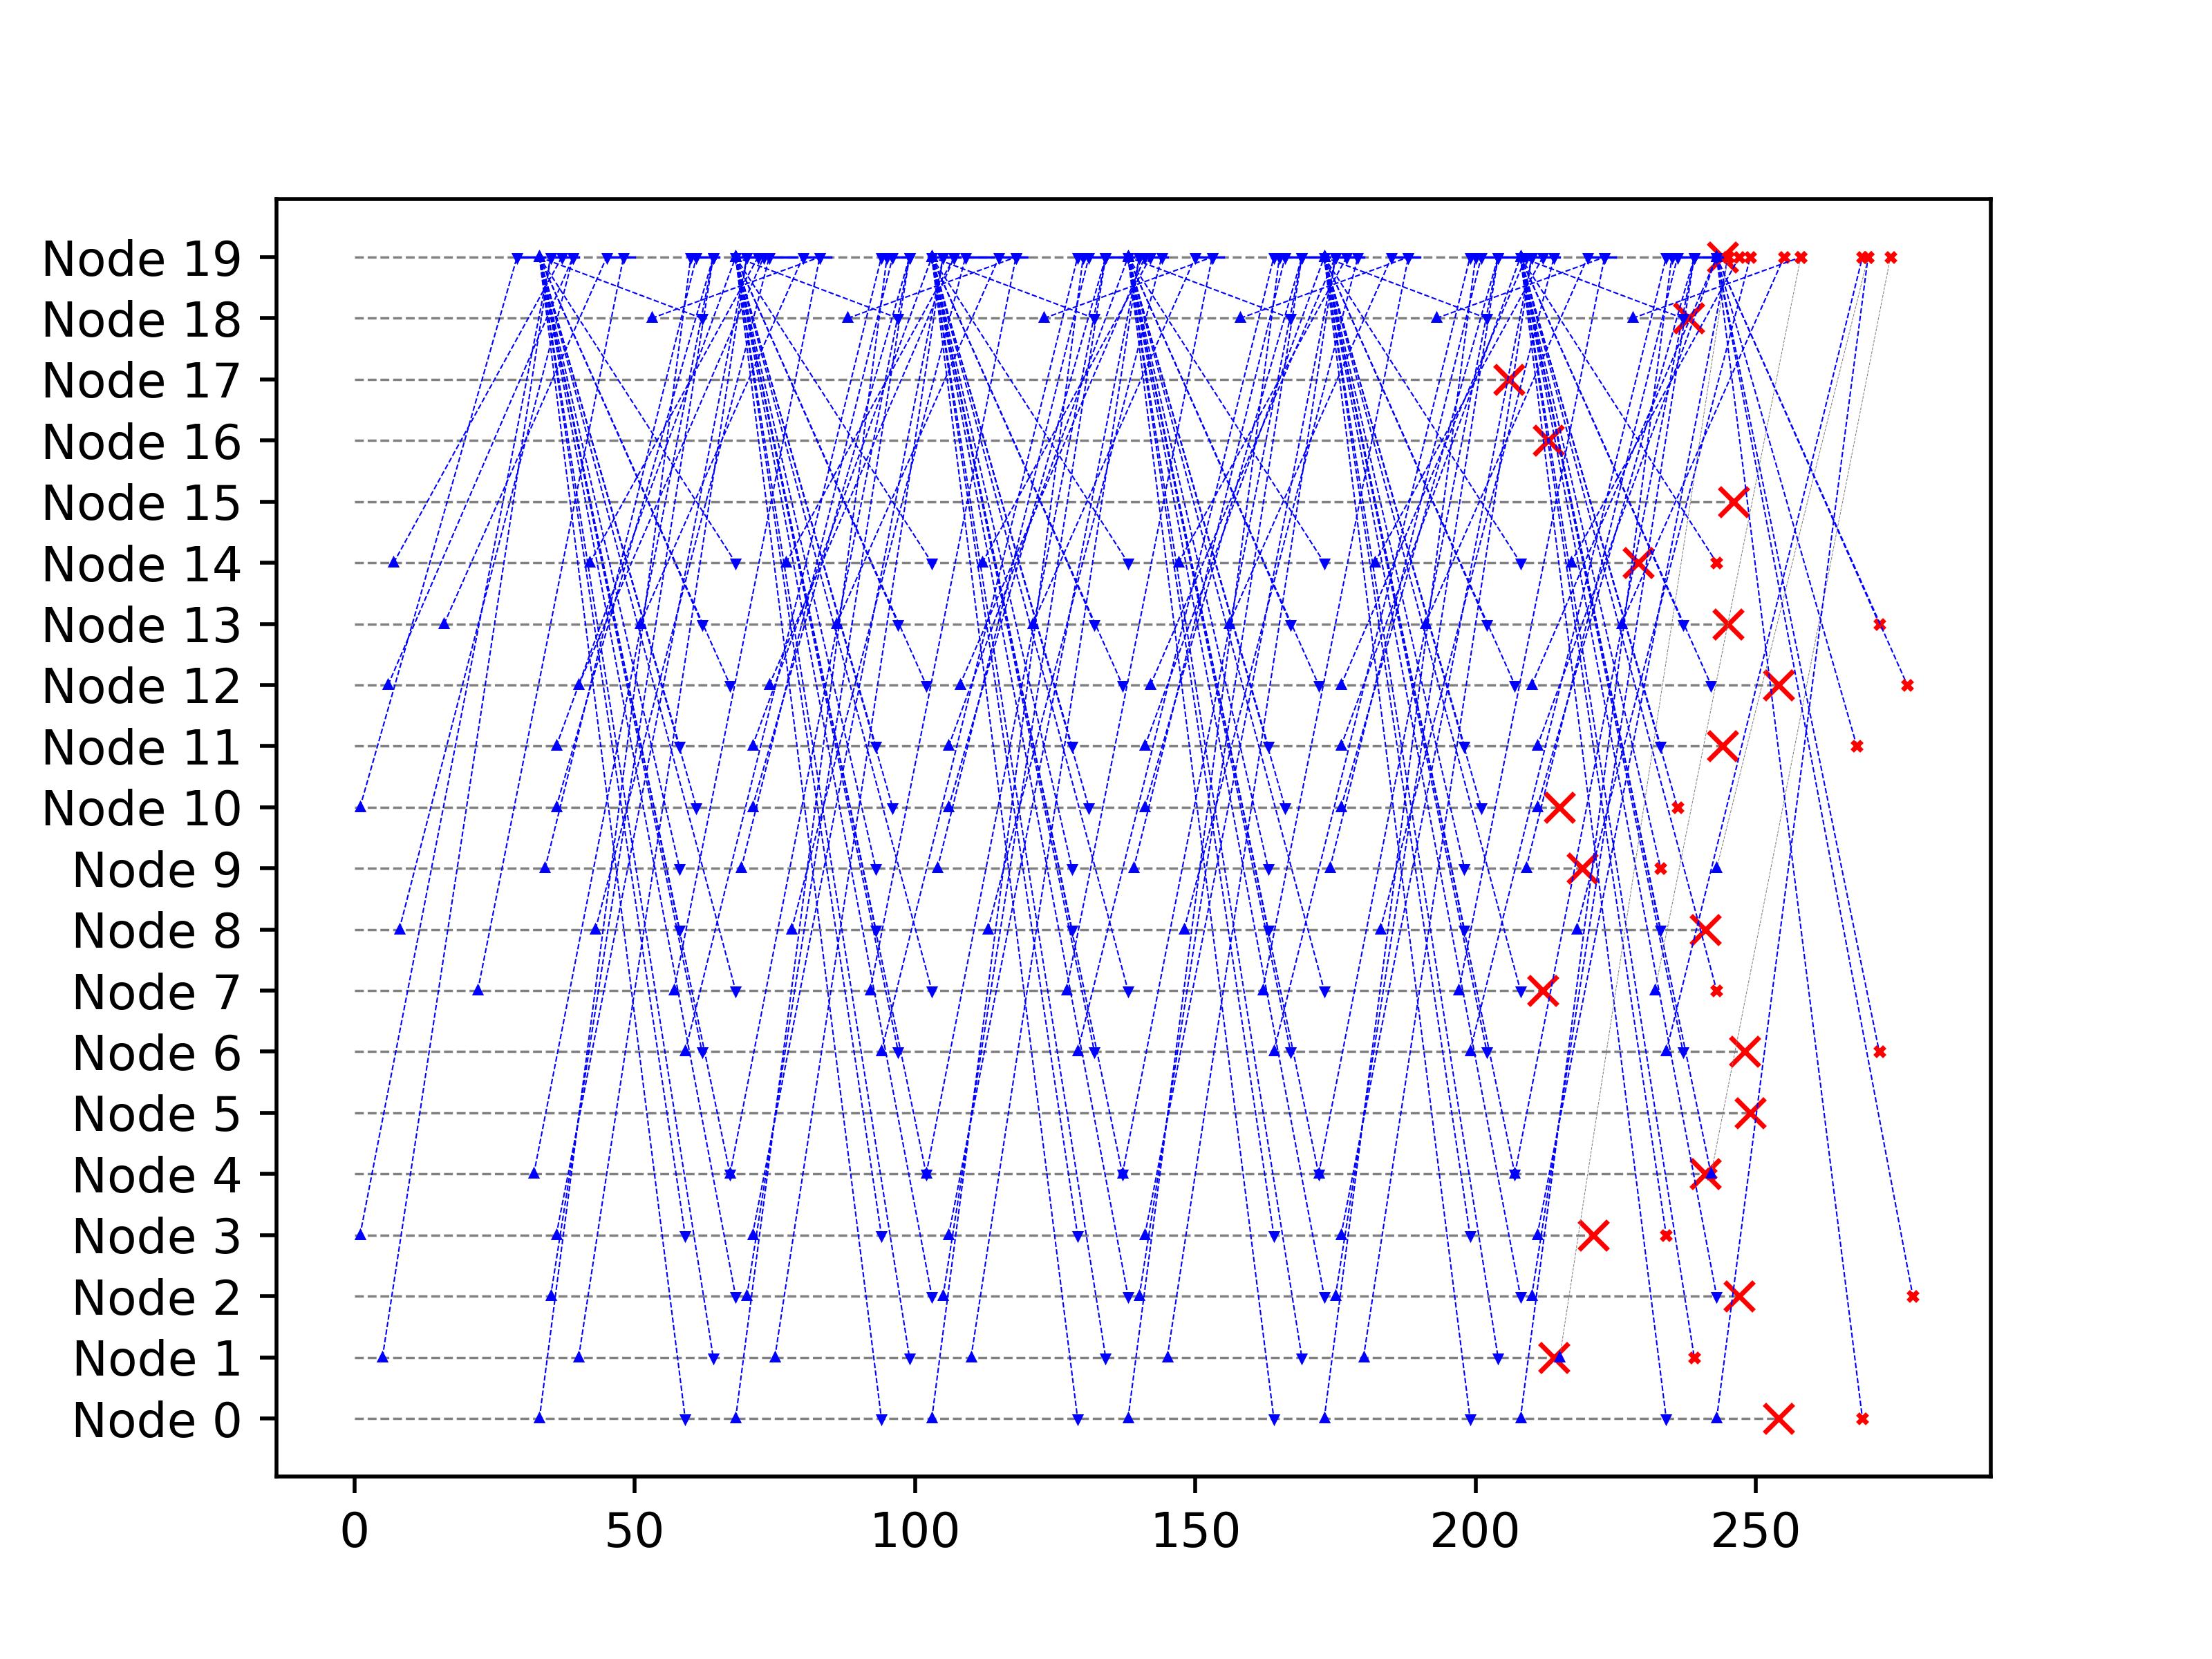 Node 19
Node 18
Node 17
Node 16
Node 15
Node 14
Node 13
Node 12
Node 11
Node 10
Node 9
Node 8
Node 7
Node 6
Node 5
Node 4
Node 3
Node 2
Node 1
Node 0
0 50 100 150 200 250